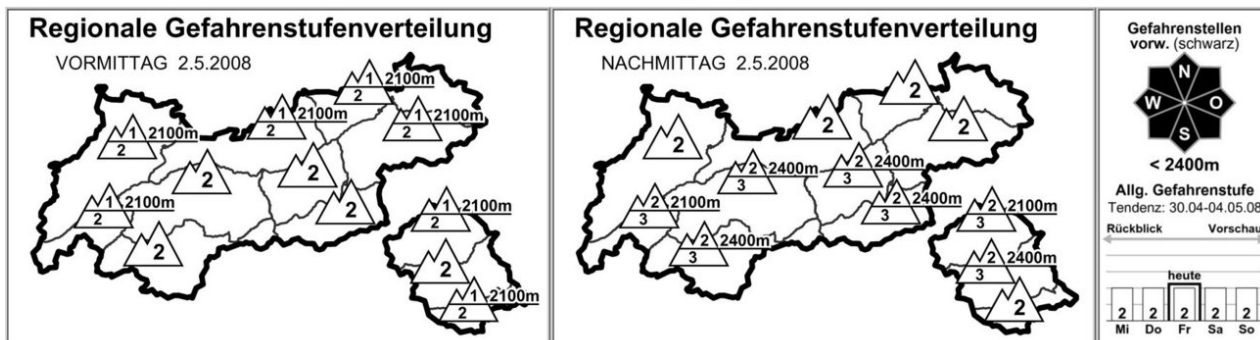 Regionale Gefahrenstufenverteilung
VORMITTAG 2.5.2008
1 2100m
2
1 2100m
2
1 2100m
2
1 2100m
2
2
2
1 2100m
2
2
2
1 2100m
2
2
1 2100m
2
Regionale Gefahrenstufenverteilung
NACHMITTAG 2.5.2008
2
2
2
2
2 2400m
3
2 2400m
3
2 2100m
3
2 2400m
3
2 2400m
3
2 2100m
3
2 2400m
3
2
Gefahrenstellen
vorw. (schwarz)
N
W O
S
< 2400m
Allg. Gefahrenstufe
Tendenz: 30.04-04.05.08
Rückblick Vorschau
heute
2 2 2 2 2
Mi Do Fr Sa So